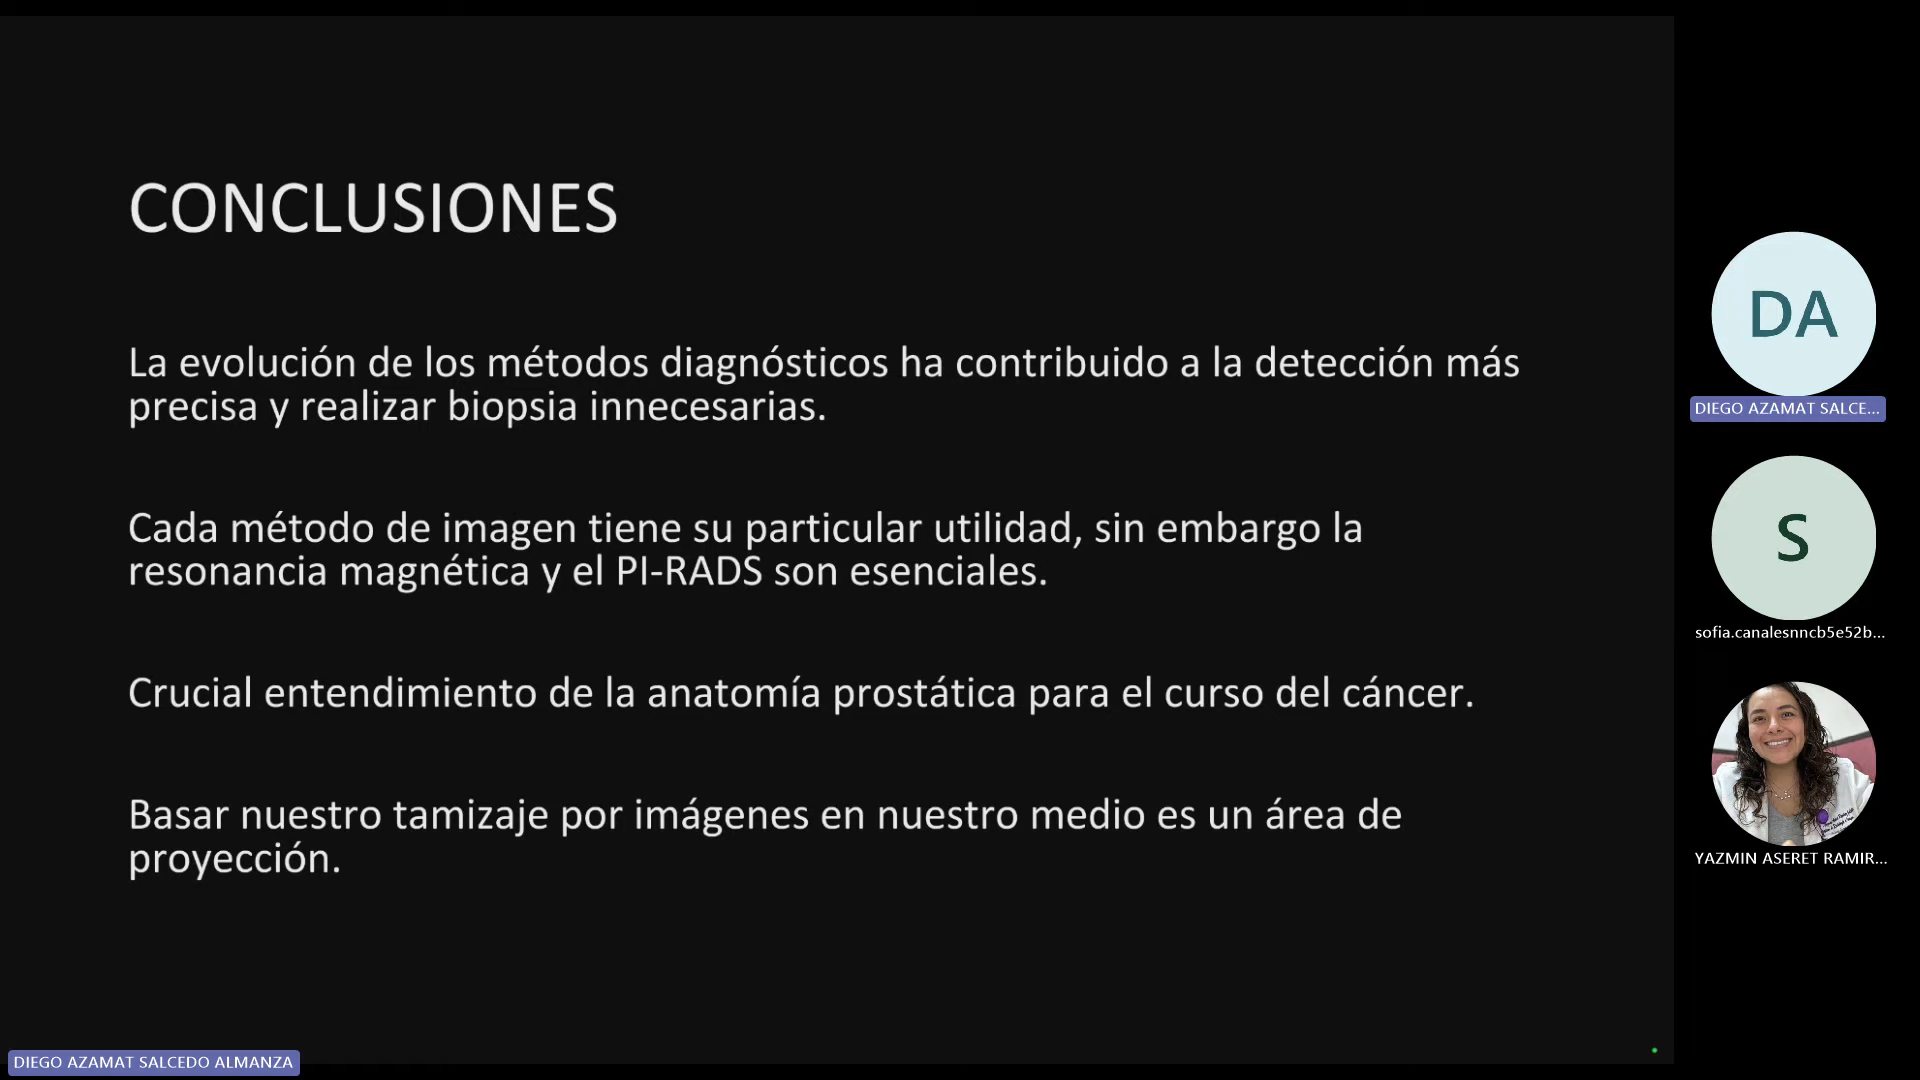 CONCLUSIONES
La evolución de los métodos diagnósticos ha contribuido a la detección más
precisa y realizar biopsia innecesarias.
Cada método de imagen tiene su particular utilidad, sin embargo la
resonancia magnética y el PI-RADS son esenciales.
Crucial entendimiento de la anatomía prostática para el curso del cáncer.
Basar nuestro tamizaje por imágenes en nuestro medio es un área de
proyección.
DA
DIEGO AZAMAT SALCE...
S
sofia.canalesnncb5e52b...
YAZMIN ASERET RAMIR...
DIEGO AZAMAT SALCEDO ALMANZA